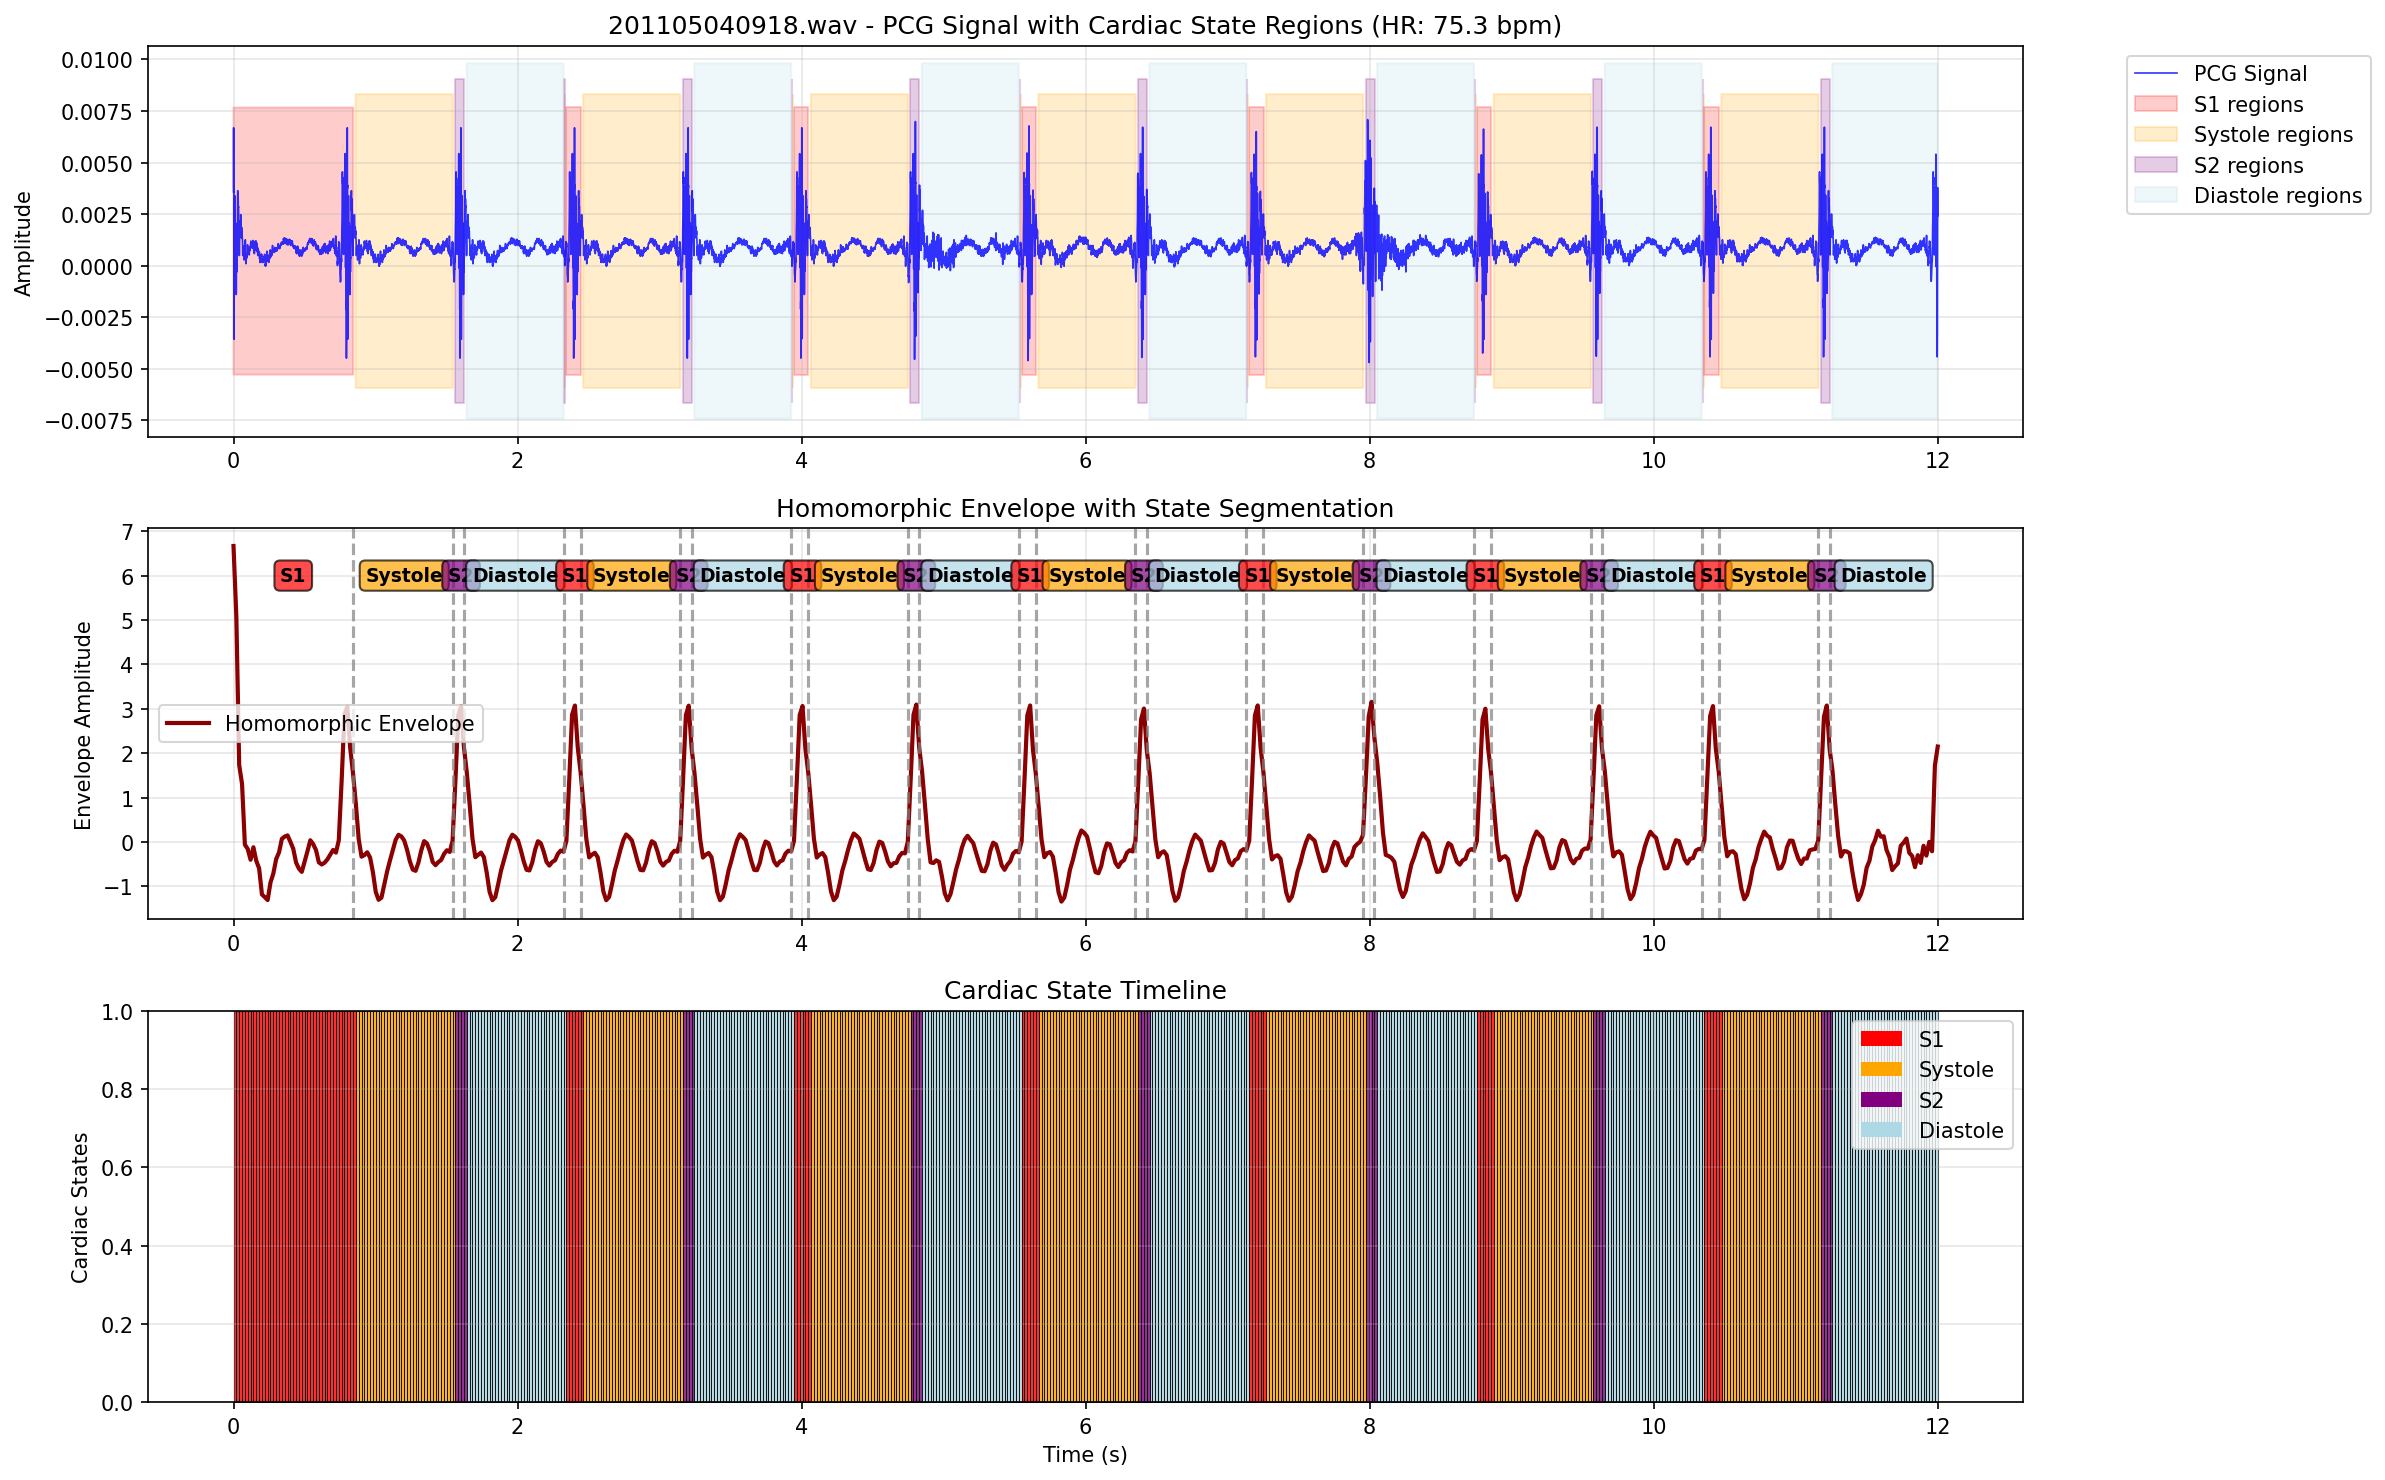 201105040918.wav - PCG Signal with Cardiac State Regions (HR: 75.3 bpm)
Amplitude
0.0100
0.0075
0.0050
0.0025
0.0000
−0.0025
−0.0050
−0.0075
0 2 4 6 8 10 12
PCG Signal
S1 regions
Systole regions
S2 regions
Diastole regions
Homomorphic Envelope with State Segmentation
Envelope Amplitude
7
6
5
4
3
2
1
0
−1
S1 Systole S2 Diastole S1 Systole S2 Diastole S1 Systole S2 Diastole S1 Systole S2 Diastole S1 Systole S2 Diastole S1 Systole S2 Diastole S1 Systole S2 Diastole
Homomorphic Envelope
0 2 4 6 8 10 12
Cardiac State Timeline
Cardiac States
1.0
0.8
0.6
0.4
0.2
0.0
S1
Systole
S2
Diastole
0 2 4 6 8 10 12
Time (s)